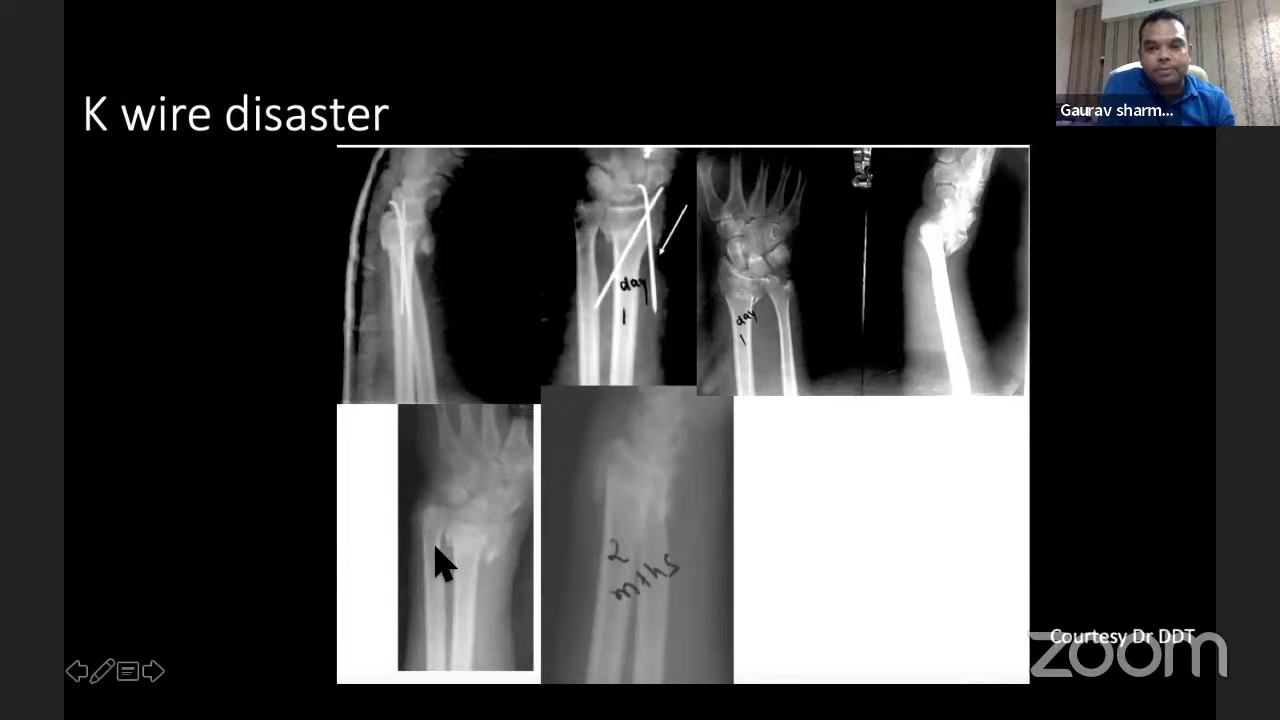 Gaurav sharm...
K wire disaster
day
1
day
1
2
mths
Courtesy Dr DDT
zoom